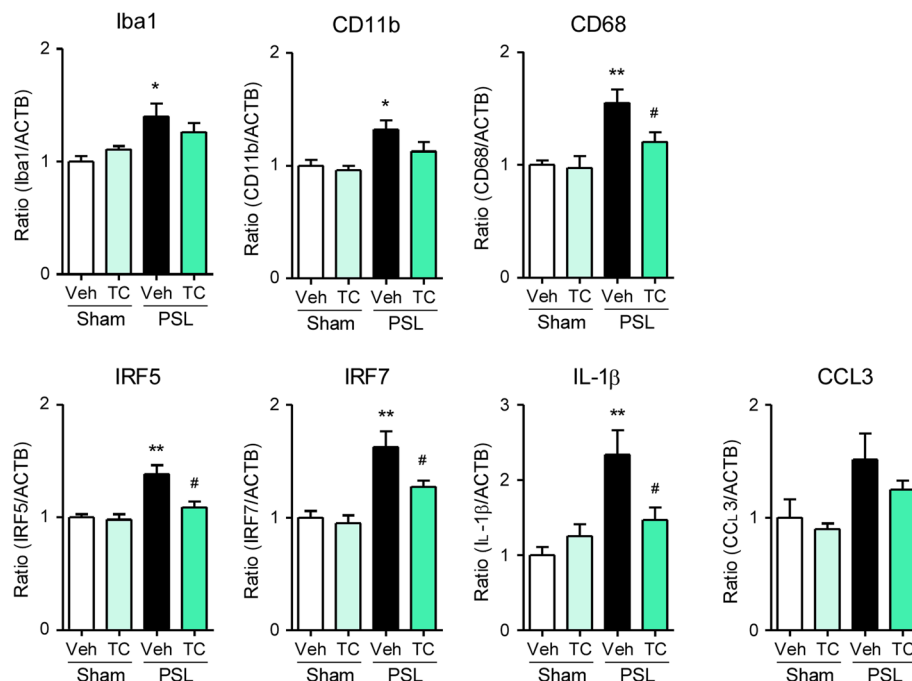 Iba1
Ratio (Iba1/ACTB)
2
1
0
*
Veh TC Veh TC
Sham PSL
CD11b
Ratio (CD11b/ACTB)
2
1
0
*
Veh TC Veh TC
Sham PSL
CD68
Ratio (CD68/ACTB)
2
1
0
**
#
Veh TC Veh TC
Sham PSL
IRF5
Ratio (IRF5/ACTB)
2
1
0
**
#
Veh TC Veh TC
Sham PSL
IRF7
Ratio (IRF7/ACTB)
2
1
0
**
#
Veh TC Veh TC
Sham PSL
IL-1β
Ratio (IL-1β/ACTB)
3
2
1
0
**
#
Veh TC Veh TC
Sham PSL
CCL3
Ratio (CCL3/ACTB)
2
1
0
Veh TC Veh TC
Sham PSL